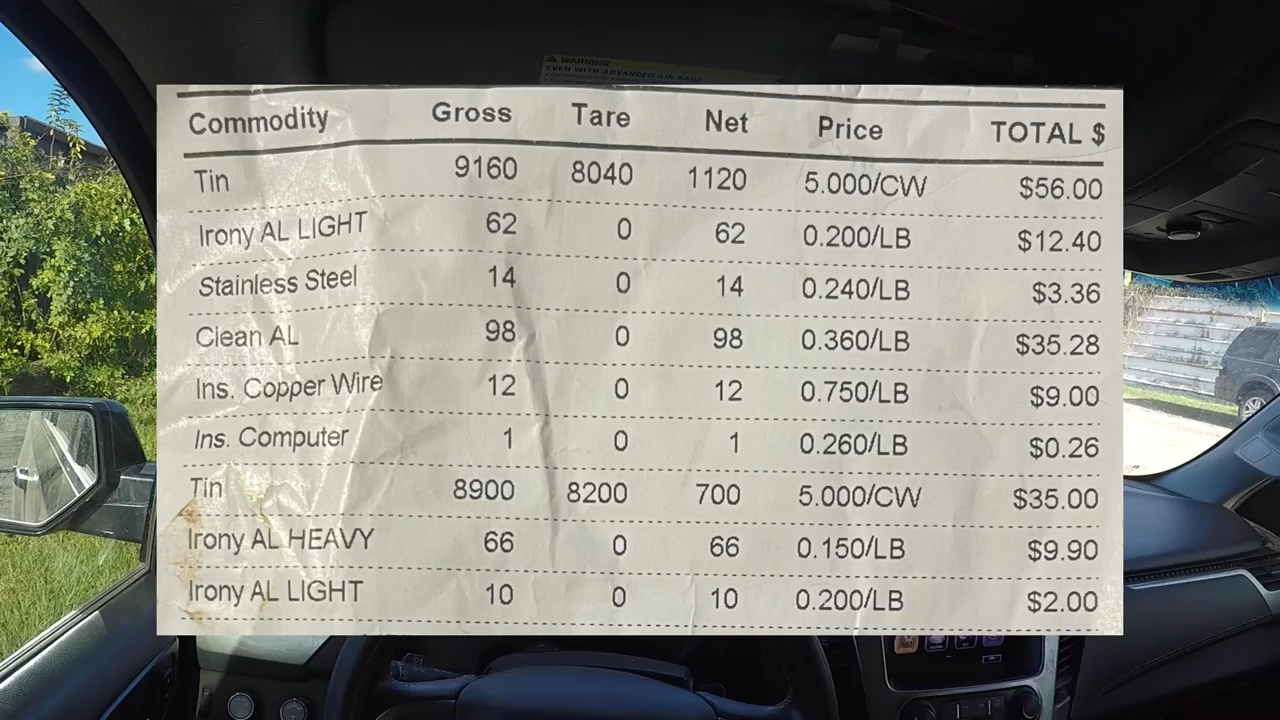 WARNING
EVEN WITH ADVANCED AIR BAGS
Commodity Gross Tare Net Price TOTAL $
Tin 9160 8040 1120 5.000/CW $56.00
Irony AL LIGHT 62 0 62 0.200/LB $12.40
Stainless Steel 14 0 14 0.240/LB $3.36
Clean AL 98 0 98 0.360/LB $35.28
Ins. Copper Wire 12 0 12 0.750/LB $9.00
Ins. Computer 1 0 1 0.260/LB $0.26
Tin 8900 8200 700 5.000/CW $35.00
Irony AL HEAVY 66 0 66 0.150/LB $9.90
Irony AL LIGHT 10 0 10 0.200/LB $2.00